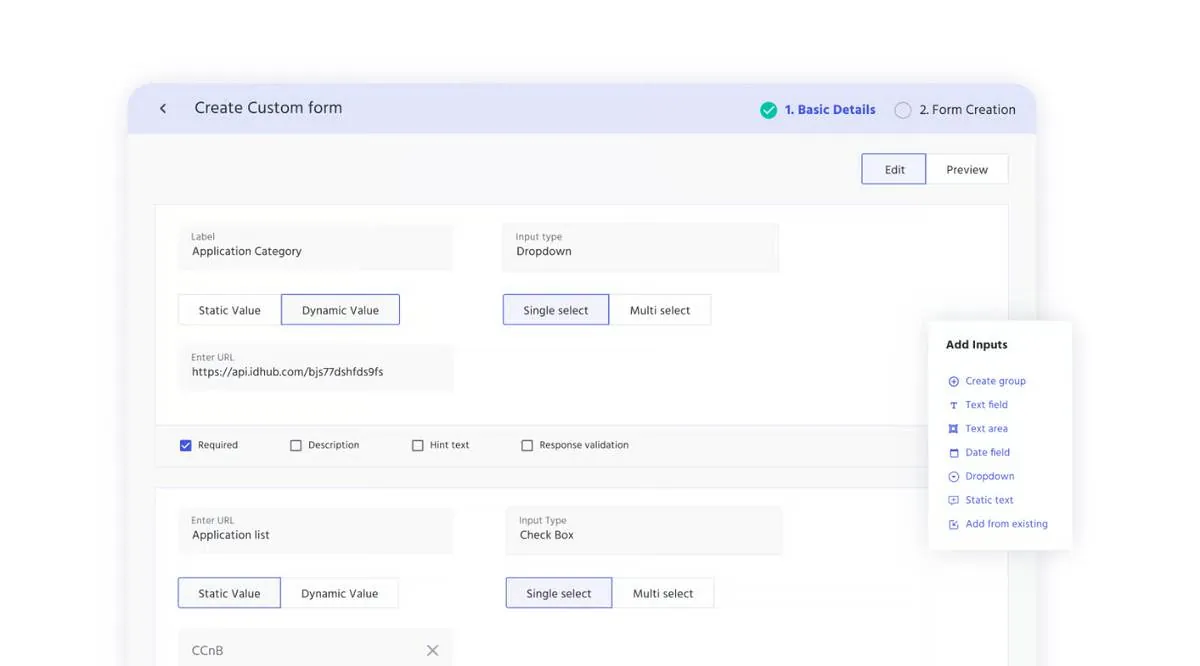 Create Custom form
1. Basic Details
2. Form Creation
Edit
Preview
Label
Application Category
Input type
Dropdown
Static Value
Dynamic Value
Single select
Multi select
Enter URL
https://api.idhub.com/bjs77dshfds9fs
Required
Description
Hint text
Response validation
Add Inputs
Create group
Text field
Text area
Date field
Dropdown
Static text
Add from existing
Enter URL
Application list
Input Type
Check Box
Static Value
Dynamic Value
Single select
Multi select
CCnB